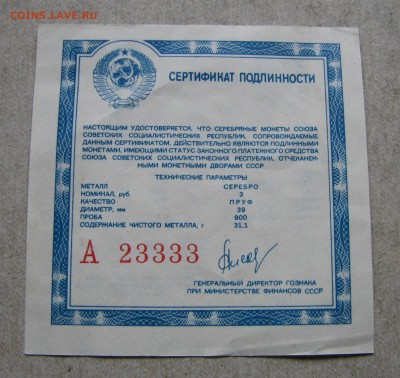 COINS.LAVE.RU
СЕРТИФИКАТ ПОДЛИННОСТИ
НАСТОЯЩИМ УДОСТОВЕРЯЕТСЯ, ЧТО СЕРЕБРЯНЫЕ МОНЕТЫ СОЮЗА
СОВЕТСКИХ СОЦИАЛИСТИЧЕСКИХ РЕСПУБЛИК, СОПРОВОЖДАЕМЫЕ
ДАННЫМ СЕРТИФИКАТОМ, ДЕЙСТВИТЕЛЬНО ЯВЛЯЮТСЯ ПОДЛИННЫМИ
МОНЕТАМИ, ИМЕЮЩИМИ СТАТУС ЗАКОННОГО ПЛАТЕЖНОГО СРЕДСТВА
СОЮЗА СОВЕТСКИХ СОЦИАЛИСТИЧЕСКИХ РЕСПУБЛИК, ОТЧЕКАНЕН-
НЫМИ МОНЕТНЫМИ ДВОРАМИ СССР
ТЕХНИЧЕСКИЕ ПАРАМЕТРЫ
МЕТАЛЛ СЕРЕБРО
НОМИНАЛ, руб. 3
КАЧЕСТВО ПРУФ
ДИАМЕТР, мм 39
ПРОБА 900
СОДЕРЖАНИЕ ЧИСТОГО МЕТАЛЛА, г 31,1
А 23333
ГЕНЕРАЛЬНЫЙ ДИРЕКТОР ГОЗНАКА
ПРИ МИНИСТЕРСТВЕ ФИНАНСОВ СССР